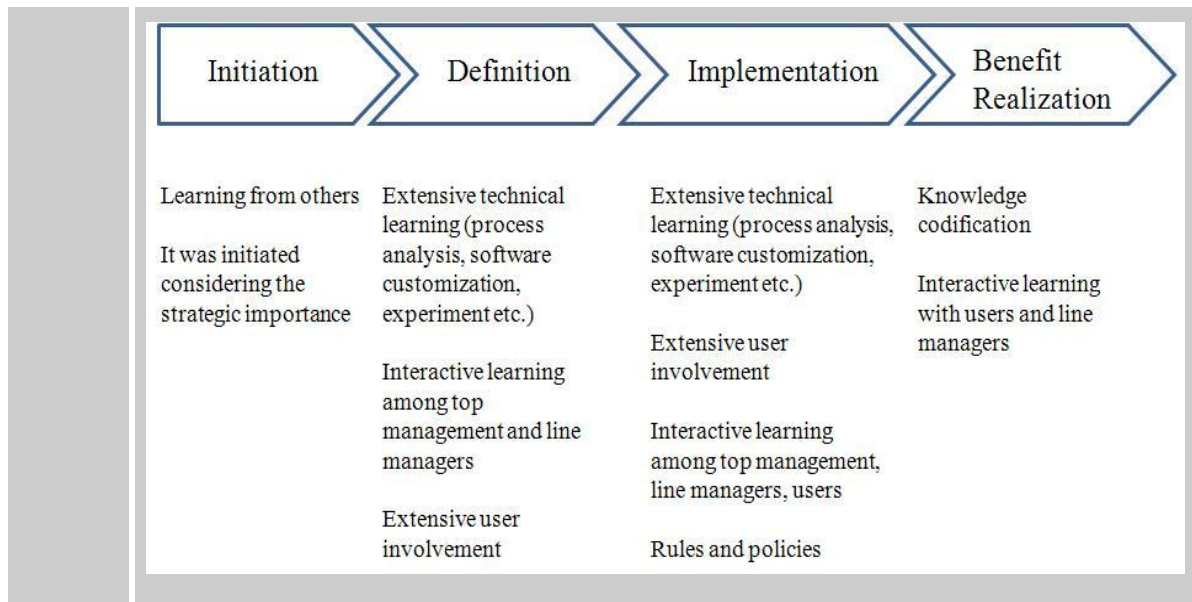 Initiation
Definition
Implementation
Benefit
Realization
Learning from others
It was initiated
considering the
strategic importance
Extensive technical
learning (process
analysis, software
customization,
experiment etc.)
Interactive learning
among top
management and line
managers
Extensive user
involvement
Extensive technical
learning (process analysis,
software customization,
experiment etc.)
Extensive user
involvement
Interactive learning
among top management,
line managers, users
Rules and policies
Knowledge
codification
Interactive learning
with users and line
managers